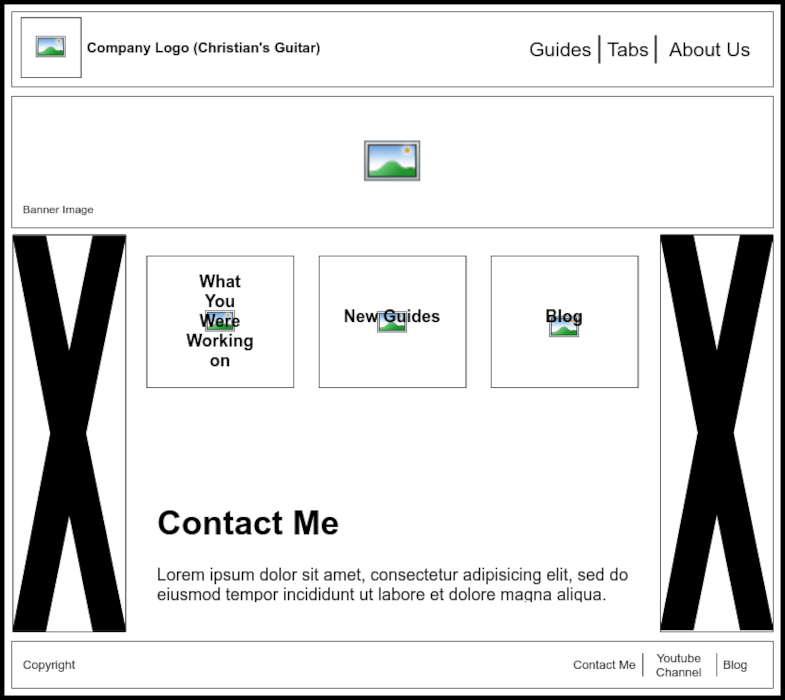 Company Logo (Christian's Guitar)
Guides
Tabs
About Us
Banner Image
What
You
Were
Working
on
New Guides
Blog
Contact Me
Lorem ipsum dolor sit amet, consectetur adipisicing elit, sed do
eiusmod tempor incididunt ut labore et dolore magna aliqua.
Copyright
Contact Me
Youtube
Channel
Blog